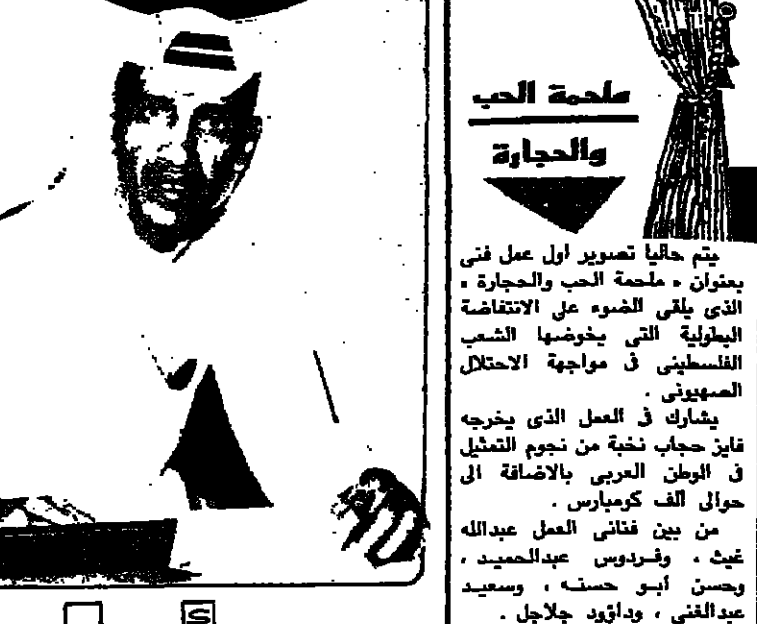 ملحمة الحب
والحجارة
يتم حاليا تصوير اول عمل فنى
بعنوان « ملحمة الحب والحجارة »
الذى يلقى الضوء على الانتفاضة
البطولية التى يخوضها الشعب
الفلسطينى فى مواجهة الاحتلال
الصهيونى .
يشارك فى العمل الذى يخرجه
فايز حجاب نخبة من نجوم التمثيل
فى الوطن العربى بالاضافة الى
حوالى الف كومبارس .
من بين فنانى العمل عبدالله
غيث ، وفردوس عبدالحميد ،
وحسن أبو حسنه ، وسعيد
عبدالغنى ، وداؤود جلاجل .